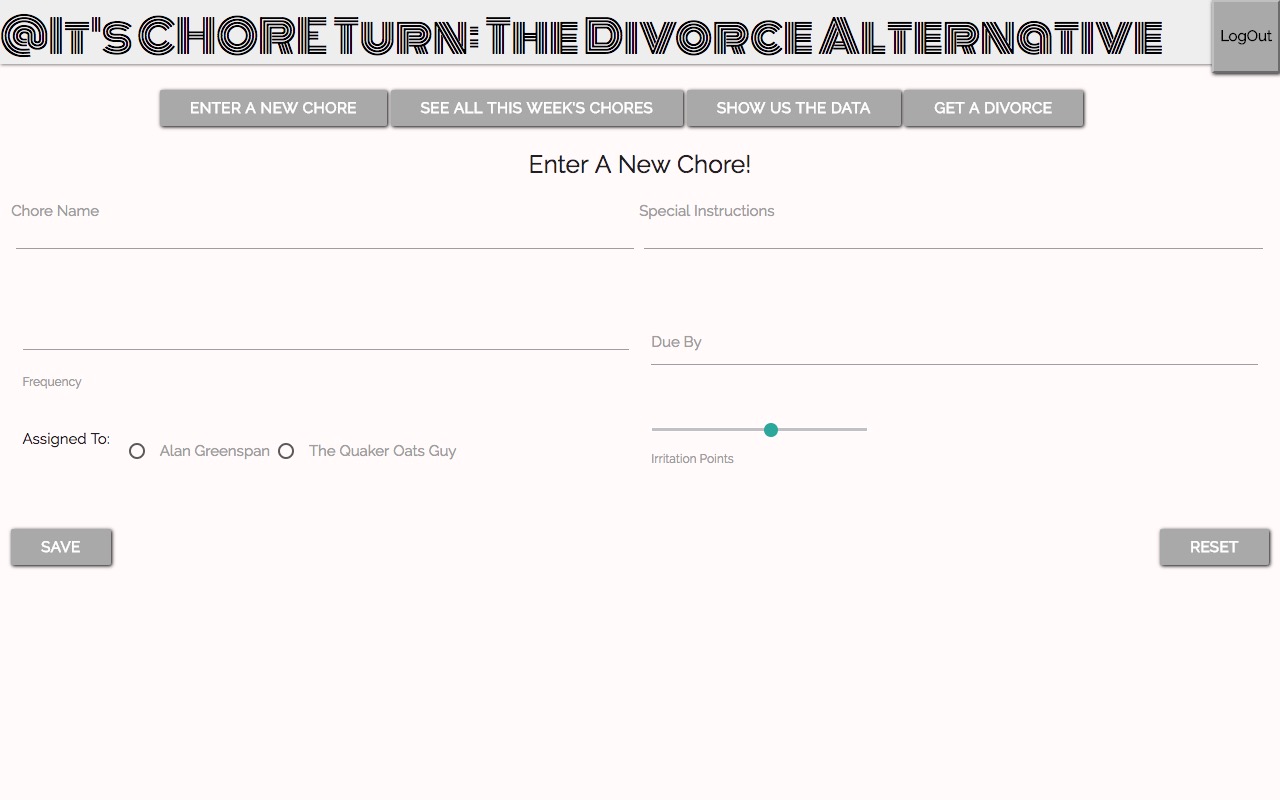 @It's CHORE Turn: The Divorce Alternative
LogOut
ENTER A NEW CHORE SEE ALL THIS WEEK'S CHORES SHOW US THE DATA GET A DIVORCE
Enter A New Chore!
Chore Name Special Instructions
Due By
Frequency
Assigned To: Alan Greenspan The Quaker Oats Guy
Irritation Points
SAVE RESET